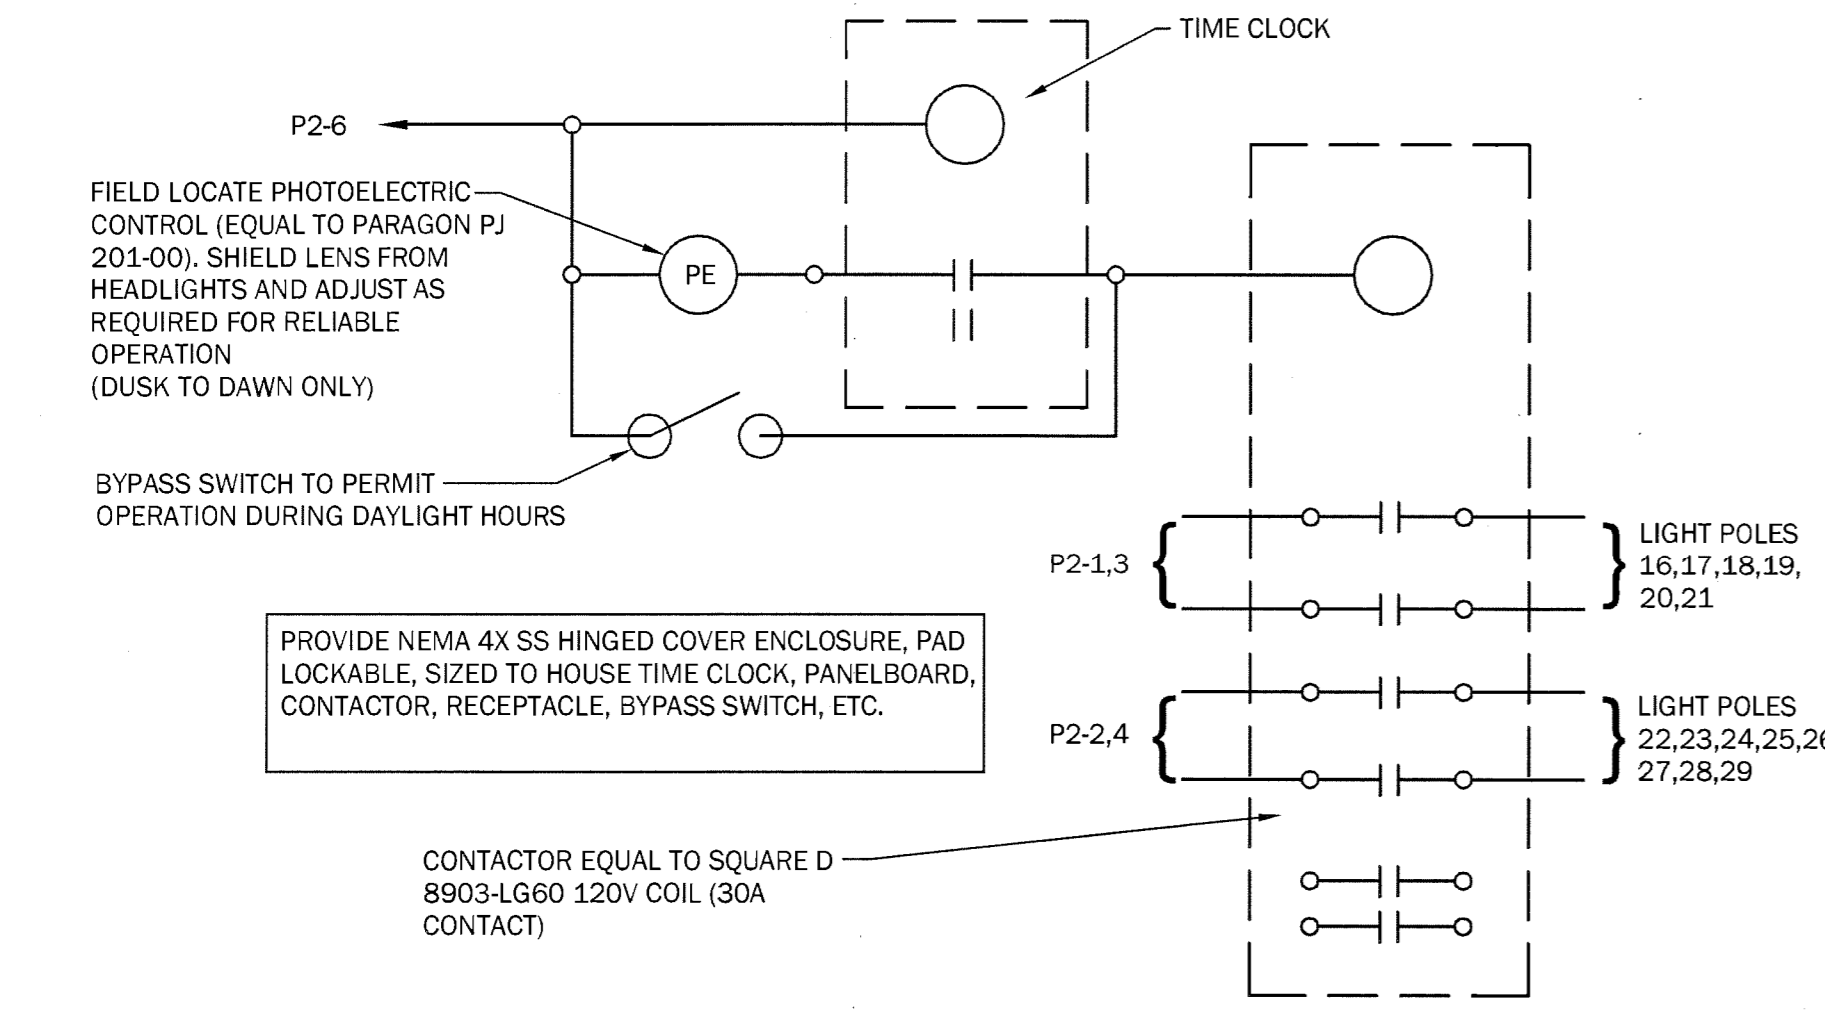 TIME CLOCK
P2-6
FIELD LOCATE PHOTOELECTRIC
CONTROL (EQUAL TO PARAGON PJ
201-00). SHIELD LENS FROM
HEADLIGHTS AND ADJUST AS
REQUIRED FOR RELIABLE
OPERATION
(DUSK TO DAWN ONLY)
PE
BYPASS SWITCH TO PERMIT
OPERATION DURING DAYLIGHT HOURS
P2-1,3
LIGHT POLES
16,17,18,19,
20,21
PROVIDE NEMA 4X SS HINGED COVER ENCLOSURE, PAD
LOCKABLE, SIZED TO HOUSE TIME CLOCK, PANELBOARD,
CONTACTOR, RECEPTACLE, BYPASS SWITCH, ETC.
P2-2,4
LIGHT POLES
22,23,24,25,26
27,28,29
CONTACTOR EQUAL TO SQUARE D
8903-LG60 120V COIL (30A
CONTACT)